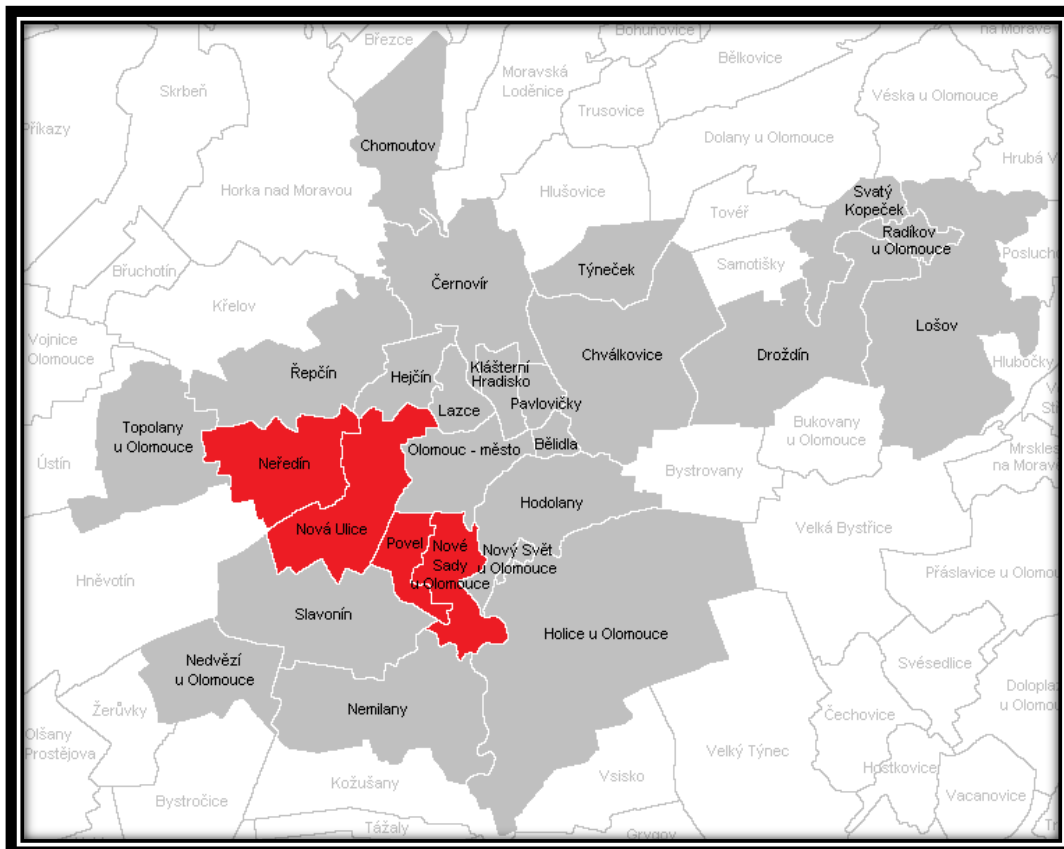 Březce
Bohuňovice
na Moravě
Skrbeň
Moravská
Loděnice
Bělkovice
Trusovice
Véska u Olomouce
Příkazy
Chomoutov
Dolany u Olomouce
Hrubá V
Horka nad Moravou
Hlušovice
Svatý
Kopeček
Tovéř
Radíkov
u Olomouce
Břuchotín
Týneček
Samotišky
Posluch
Černovír
Křelov
Vojnice
Olomouce
Lošov
Chválkovice
Droždín
Hlubočky
Řepčín
Hejčín
Klášterní
Hradisko
Pavlovičky
Lazce
Topolany
u Olomouce
Bukovany
u Olomouce
Bělidla
Olomouc - město
Mrskles
na Moravě
Ústín
Neředín
Bystrovany
Hodolany
Nová Ulice
Velká Bystřice
Povel
Nové
Sady
u Olomouce
Nový Svět
u Olomouce
Přáslavice u Olomou
Hněvotín
Slavonín
Holice u Olomouce
Nedvězí
u Olomouce
Svésedlice
Doloplaz
u Olomou
Žerůvky
Nemilany
Čechovice
Olšany
Prostějova
Velký Týnec
Hostkovice
Kožušany
Vsisko
Bystročice
Vacanovice
Tážaly
Grygov